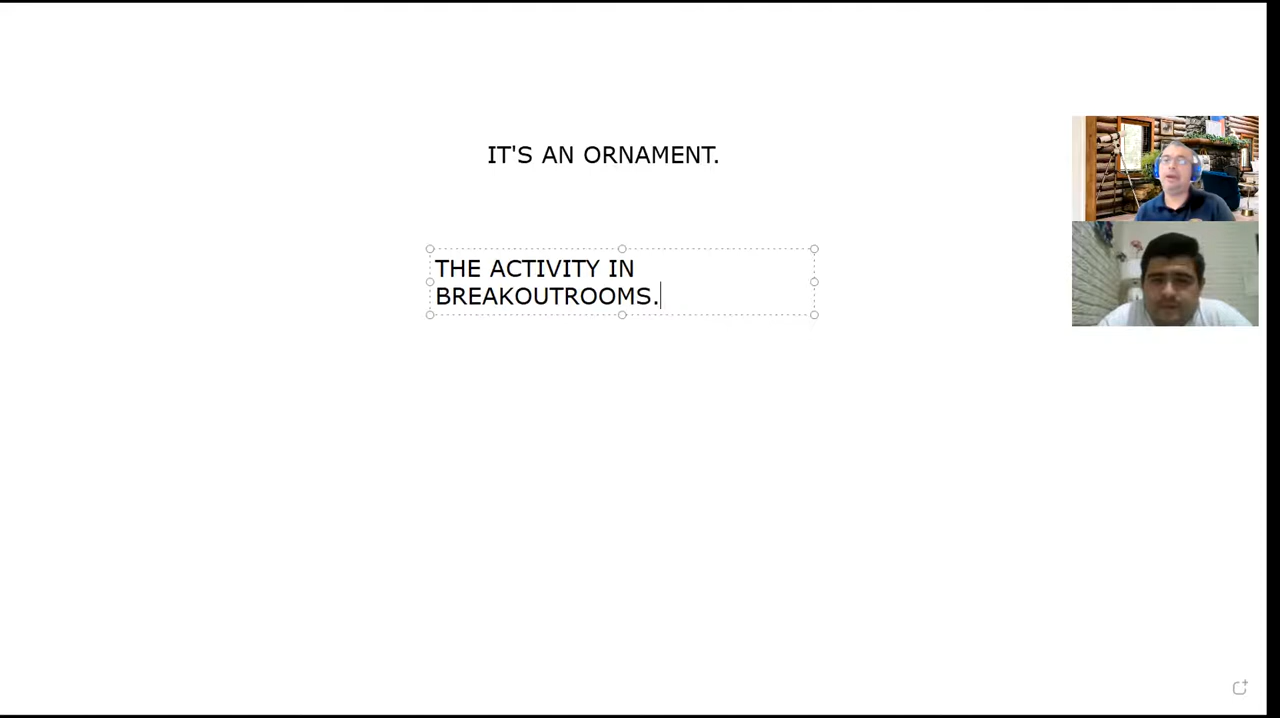 IT'S AN ORNAMENT.
THE ACTIVITY IN
BREAKOUTROOMS.